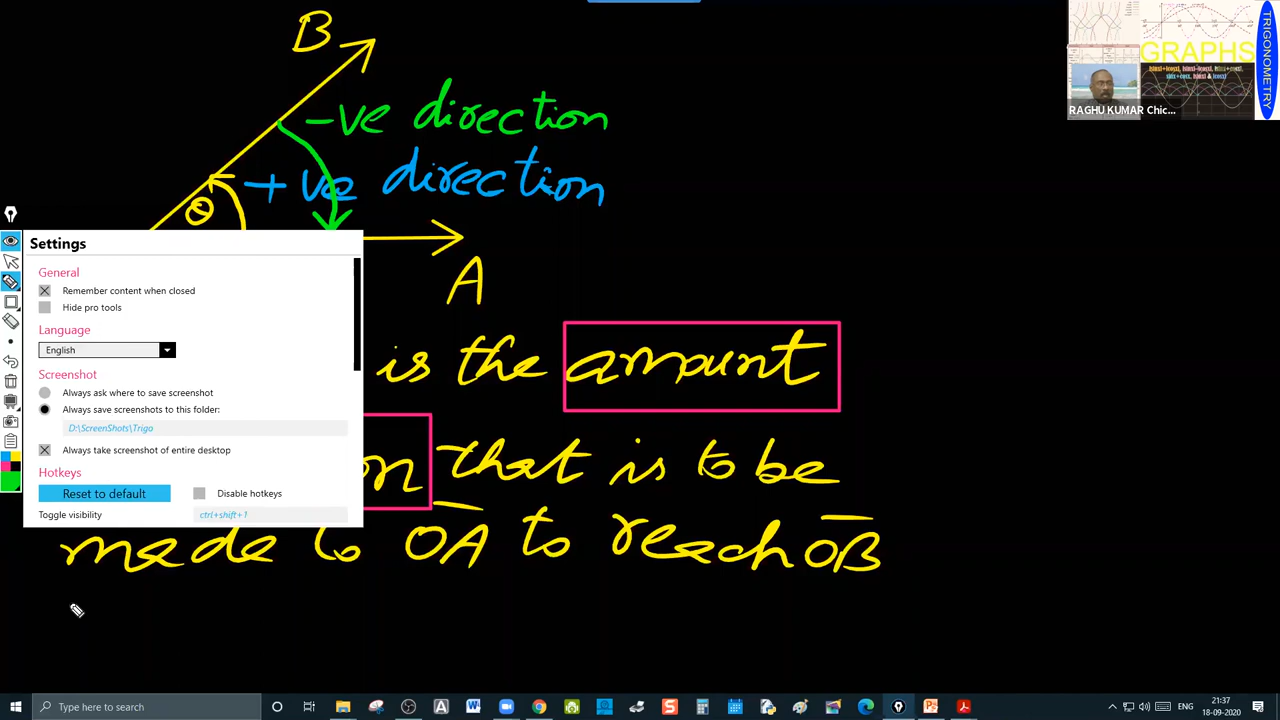 B
-ve direction
+ve direction
θ
A
is the amount
on that is to be
made to OA to reach OB
Settings
General
Remember content when closed
Hide pro tools
Language
English
Screenshot
Always ask where to save screenshot
Always save screenshots to this folder:
D:\ScreenShots\Trigo
Always take screenshot of entire desktop
Hotkeys
Reset to default
Disable hotkeys
Toggle visibility
ctrl+shift+1
GRAPHS
TRIGONOMETRY
RAGHU KUMAR Chic...
Type here to search
ENG
21:37
18-09-2020